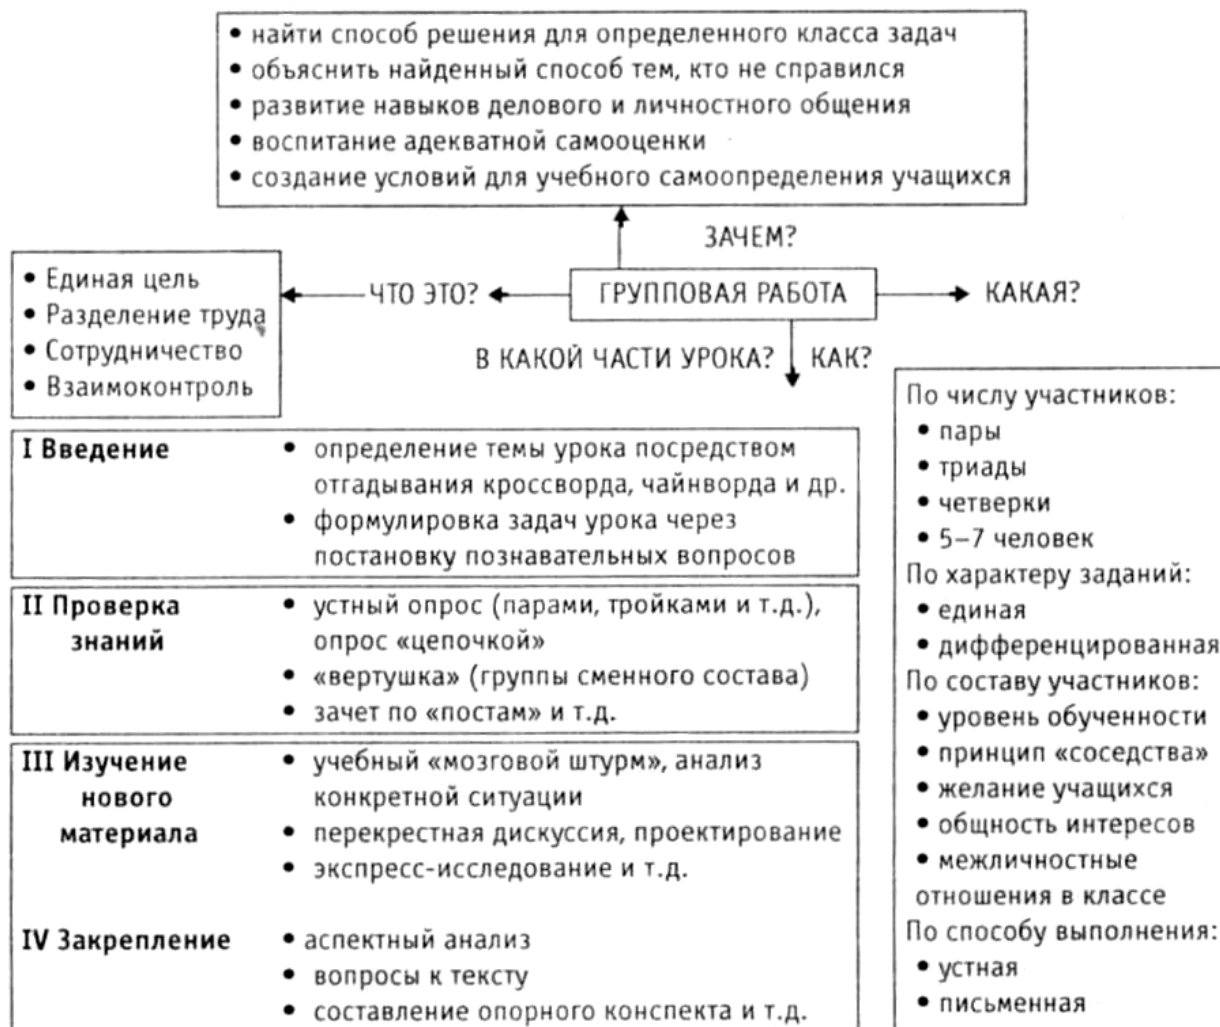 • найти способ решения для определенного класса задач
• объяснить найденный способ тем, кто не справился
• развитие навыков делового и личностного общения
• воспитание адекватной самооценки
• создание условий для учебного самоопределения учащихся
ЗАЧЕМ?
• Единая цель
• Разделение труда
• Сотрудничество
• Взаимоконтроль
ЧТО ЭТО?
ГРУППОВАЯ РАБОТА
КАКАЯ?
В КАКОЙ ЧАСТИ УРОКА?
КАК?
I Введение
• определение темы урока посредством
отгадывания кроссворда, чайнворда и др.
• формулировка задач урока через
постановку познавательных вопросов
II Проверка
знаний
• устный опрос (парами, тройками и т.д.),
опрос «цепочкой»
• «вертушка» (группы сменного состава)
• зачет по «постам» и т.д.
III Изучение
нового
материала
• учебный «мозговой штурм», анализ
конкретной ситуации
• перекрестная дискуссия, проектирование
• экспресс-исследование и т.д.
IV Закрепление
• аспектный анализ
• вопросы к тексту
• составление опорного конспекта и т.д.
По числу участников:
• пары
• триады
• четверки
• 5–7 человек
По характеру заданий:
• единая
• дифференцированная
По составу участников:
• уровень обученности
• принцип «соседства»
• желание учащихся
• общность интересов
• межличностные
отношения в классе
По способу выполнения:
• устная
• письменная